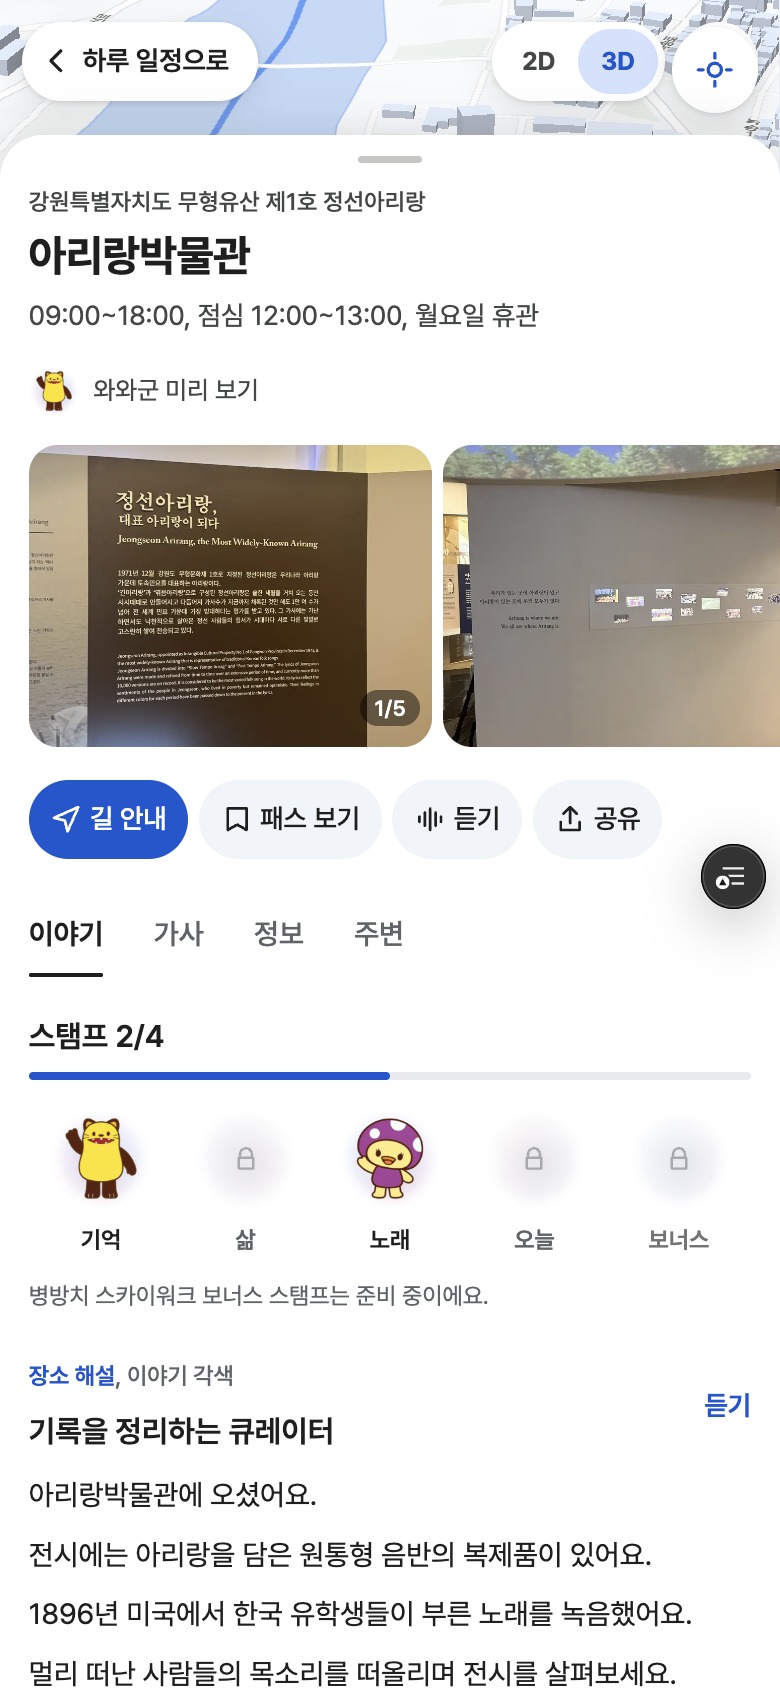 하루 일정으로
2D
3D
강원특별자치도 무형유산 제1호 정선아리랑
아리랑박물관
09:00~18:00, 점심 12:00~13:00, 월요일 휴관
와와군 미리 보기
정선아리랑,
대표 아리랑이 되다
Jeongseon Arirang, the Most Widely-Known Arirang
1/5
Arirang is where we are.
We all are where Arirang is.
길 안내
패스 보기
듣기
공유
이야기
가사
정보
주변
스탬프 2/4
기억
삶
노래
오늘
보너스
병방치 스카이워크 보너스 스탬프는 준비 중이에요.
장소 해설, 이야기 각색
듣기
기록을 정리하는 큐레이터
아리랑박물관에 오셨어요.
전시에는 아리랑을 담은 원통형 음반의 복제품이 있어요.
1896년 미국에서 한국 유학생들이 부른 노래를 녹음했어요.
멀리 떠난 사람들의 목소리를 떠올리며 전시를 살펴보세요.